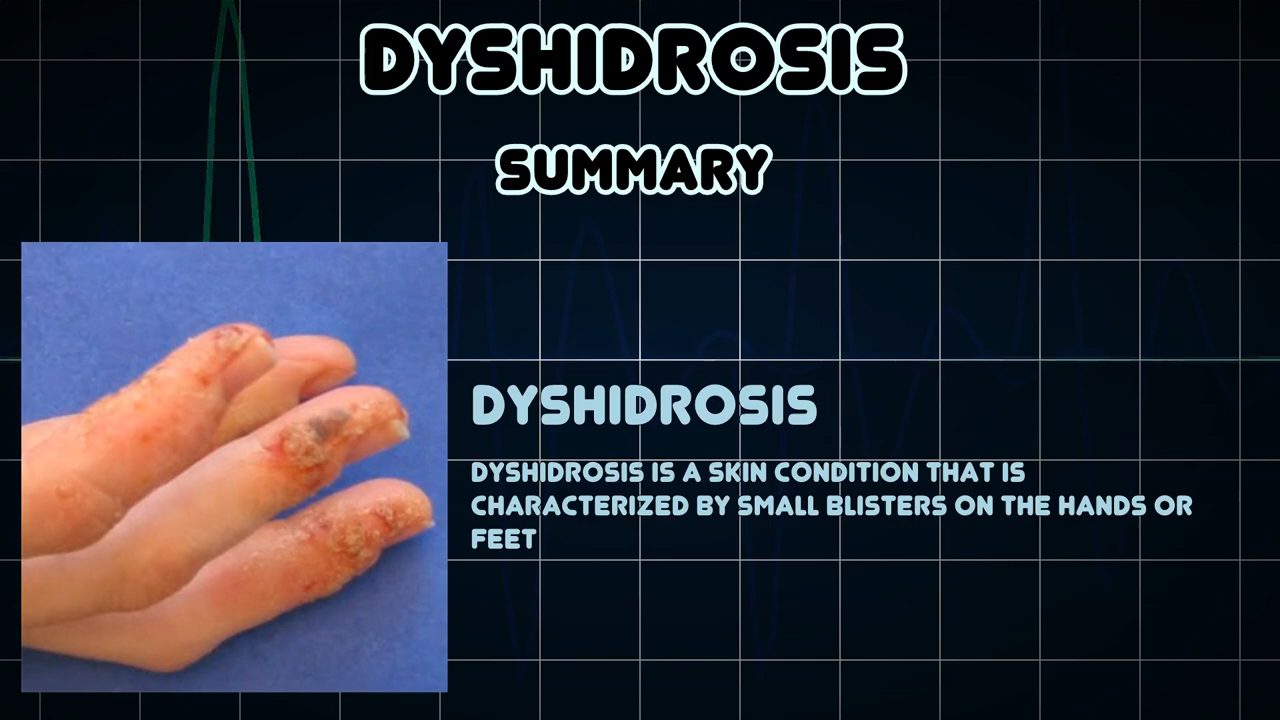 DYSHIDROSIS
SUMMARY
DYSHIDROSIS
DYSHIDROSIS IS A SKIN CONDITION THAT IS
CHARACTERIZED BY SMALL BLISTERS ON THE HANDS OR
FEET